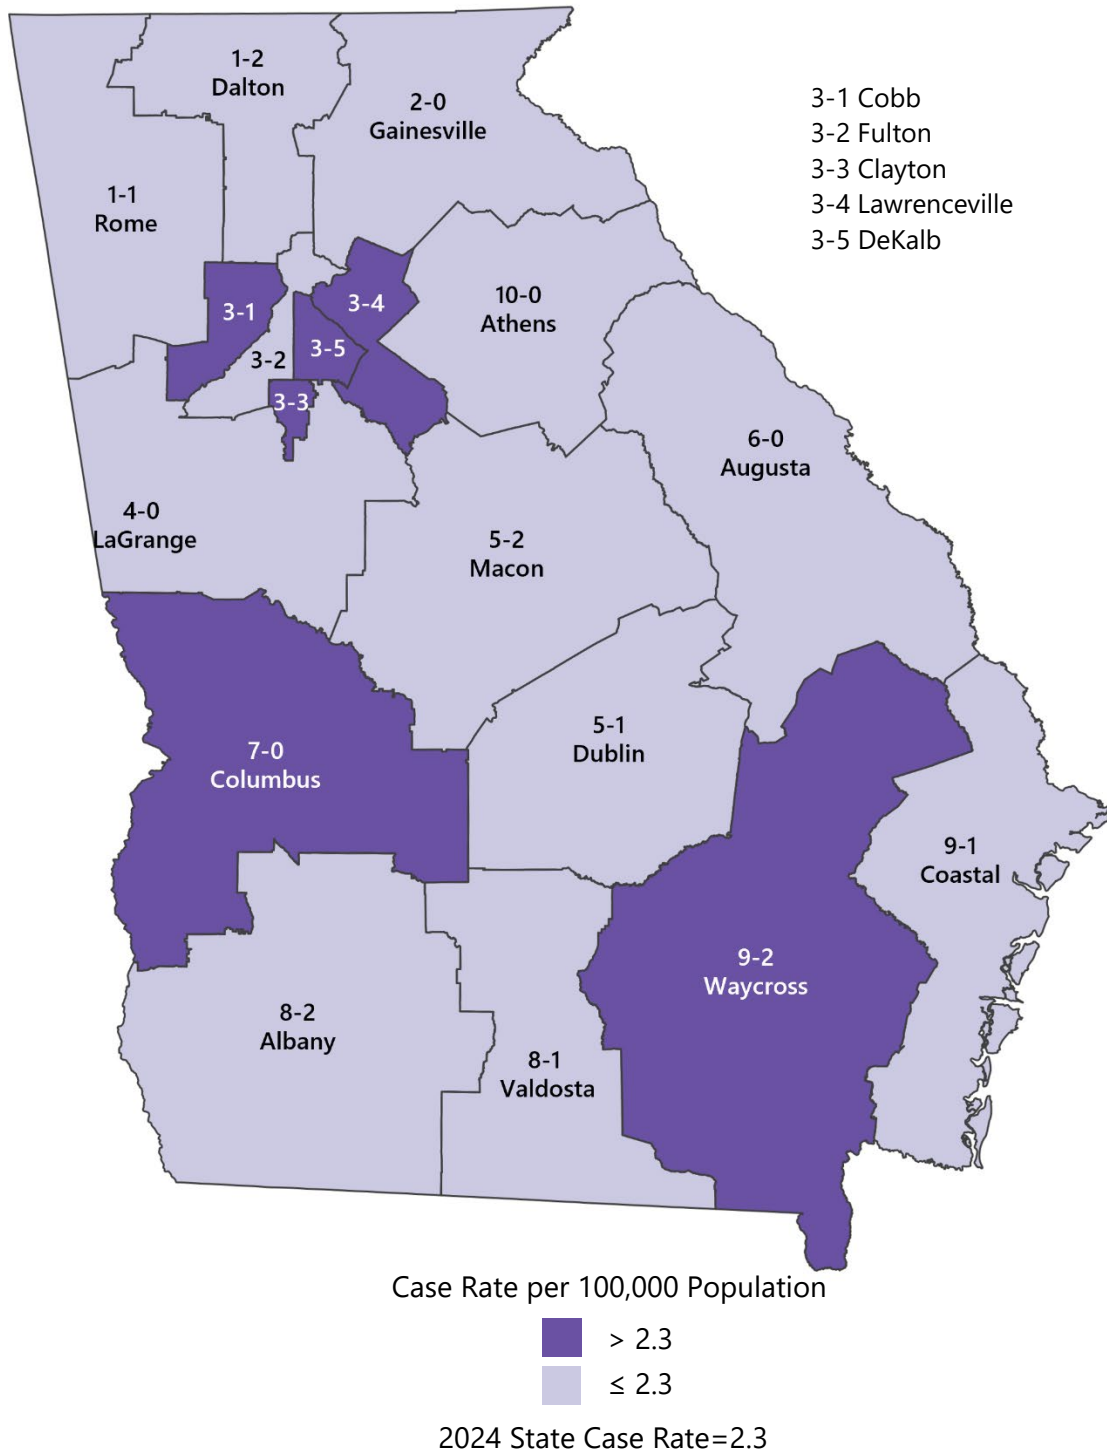 1-2
Dalton
2-0
Gainesville
3-1 Cobb
3-2 Fulton
3-3 Clayton
3-4 Lawrenceville
3-5 DeKalb
1-1
Rome
3-1
3-4
10-0
Athens
3-2
3-5
3-3
6-0
Augusta
4-0
LaGrange
5-2
Macon
5-1
Dublin
7-0
Columbus
9-1
Coastal
9-2
Waycross
8-2
Albany
8-1
Valdosta
Case Rate per 100,000 Population
> 2.3
≤ 2.3
2024 State Case Rate=2.3